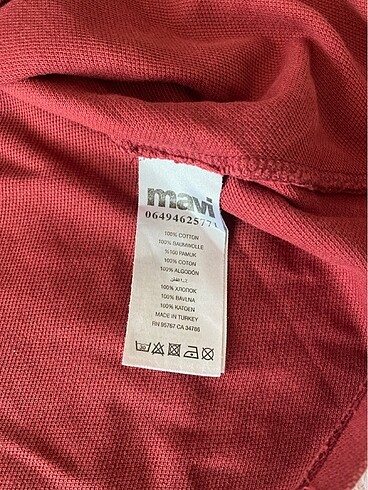 mavi
06494625771
100% COTTON
100% BAUMWOLLE
%100 PAMUK
100% COTON
100% ALGODÓN
100% ХЛОПОК
100% BAVLNA
100% KATOEN
MADE IN TURKEY
RN 95767 CA 34786